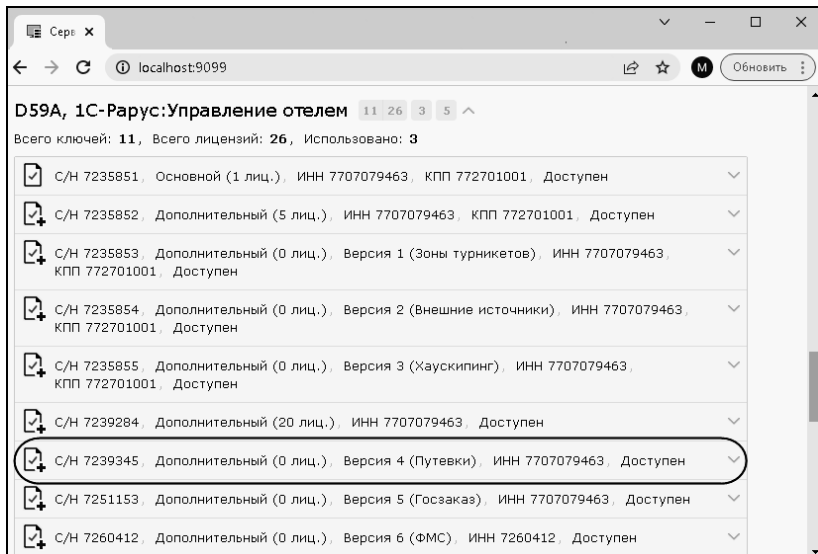 Серв
localhost:9099
М
Обновить
D59A, 1С-Рарус:Управление отелем 11 26 3 5
Всего ключей: 11, Всего лицензий: 26, Использовано: 3
С/Н 7235851, Основной (1 лиц.), ИНН 7707079463, КПП 772701001, Доступен
С/Н 7235852, Дополнительный (5 лиц.), ИНН 7707079463, КПП 772701001, Доступен
С/Н 7235853, Дополнительный (0 лиц.), Версия 1 (Зоны турникетов), ИНН 7707079463,
КПП 772701001, Доступен
С/Н 7235854, Дополнительный (0 лиц.), Версия 2 (Внешние источники), ИНН 7707079463,
КПП 772701001, Доступен
С/Н 7235855, Дополнительный (0 лиц.), Версия 3 (Хаускипинг), ИНН 7707079463,
КПП 772701001, Доступен
С/Н 7239284, Дополнительный (20 лиц.), ИНН 7707079463, Доступен
С/Н 7239345, Дополнительный (0 лиц.), Версия 4 (Путевки), ИНН 7707079463, Доступен
С/Н 7251153, Дополнительный (0 лиц.), Версия 5 (Госзаказ), ИНН 7707079463, Доступен
С/Н 7260412, Дополнительный (0 лиц.), Версия 6 (ФМС), ИНН 7260412, Доступен